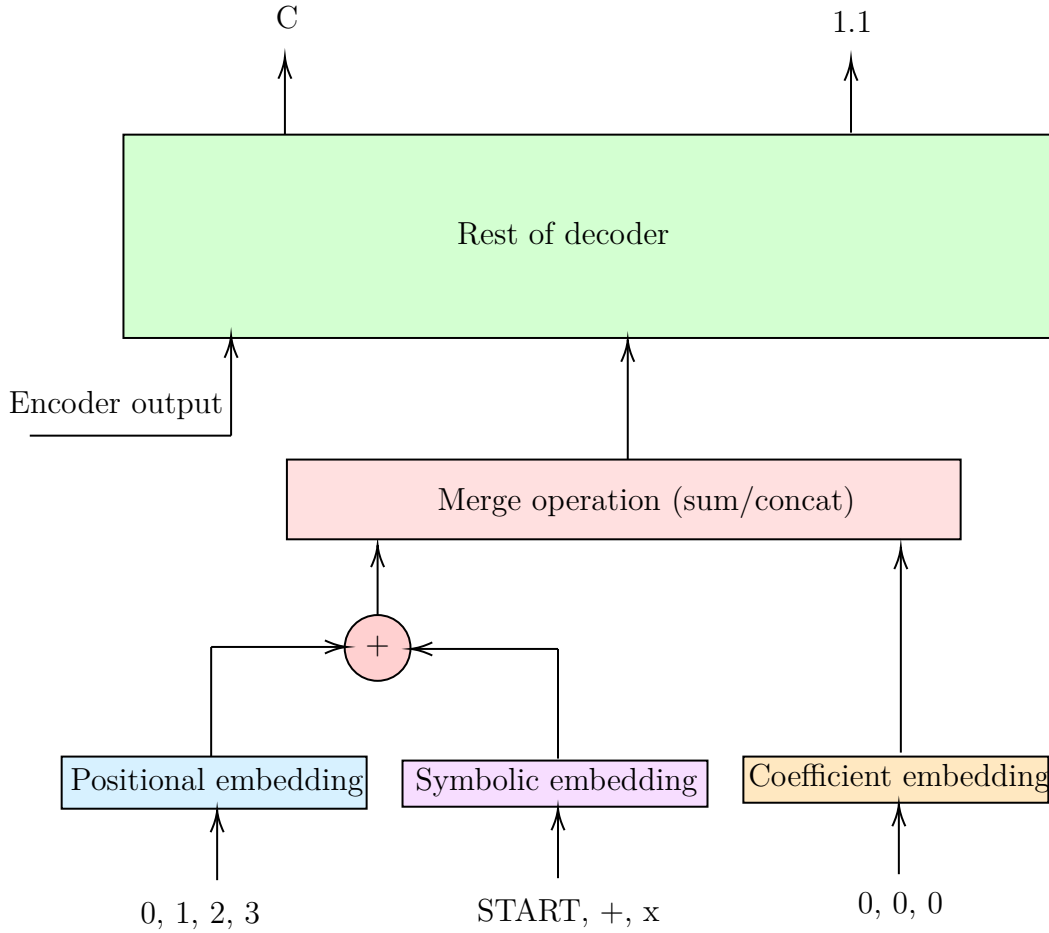 C
1.1
Rest of decoder
Encoder output
Merge operation (sum/concat)
+
Positional embedding
Symbolic embedding
Coefficient embedding
0, 1, 2, 3
START, +, x
0, 0, 0